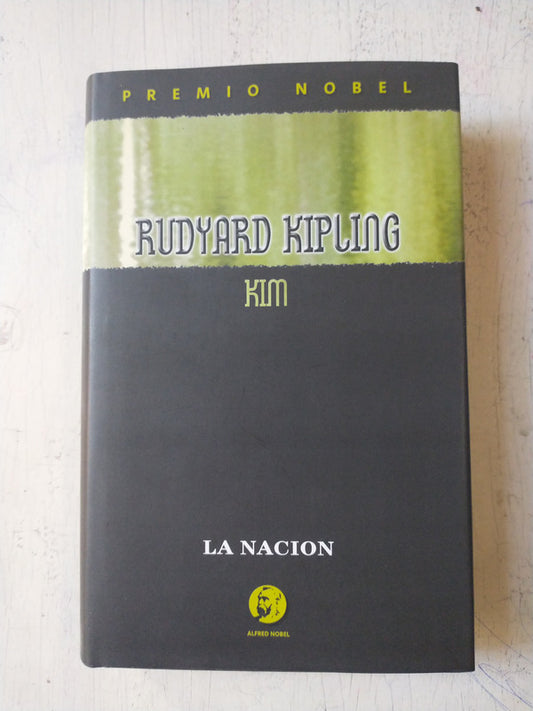 PREMIO NOBEL
RUDYARD KIPLING
KIM
LA NACION
ALFRED NOBEL